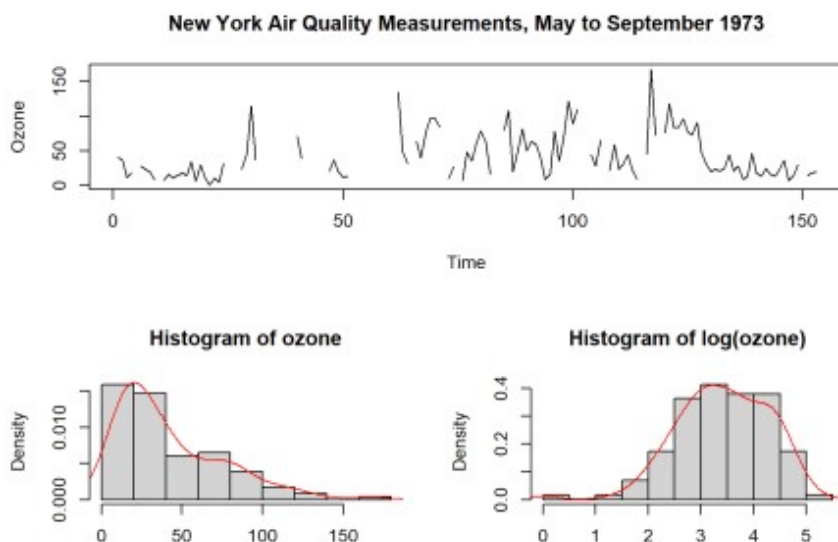 New York Air Quality Measurements, May to September 1973
Ozone
150
50
0
0 50 100 150
Time
Histogram of ozone
Density
0.010
0.000
0 50 100 150
Histogram of log(ozone)
Density
0.4
0.2
0.0
0 1 2 3 4 5